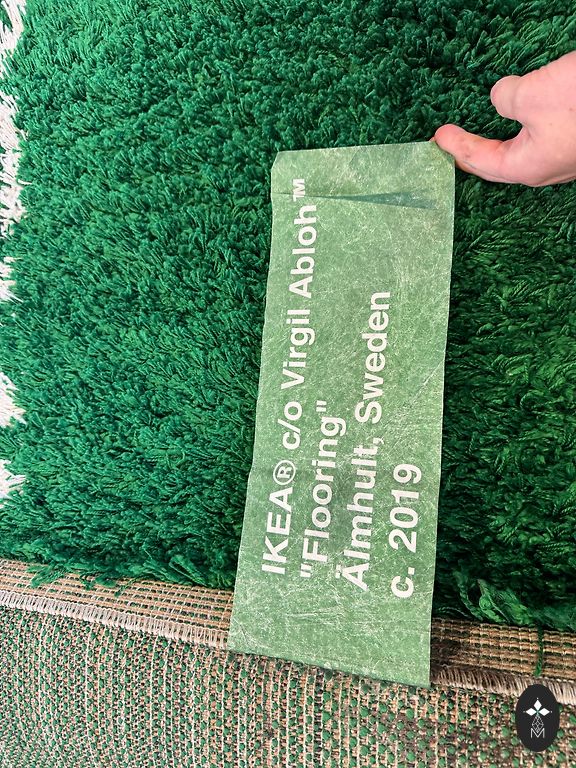 IKEA® c/o Virgil Abloh™
"Flooring"
Älmhult, Sweden
c. 2019